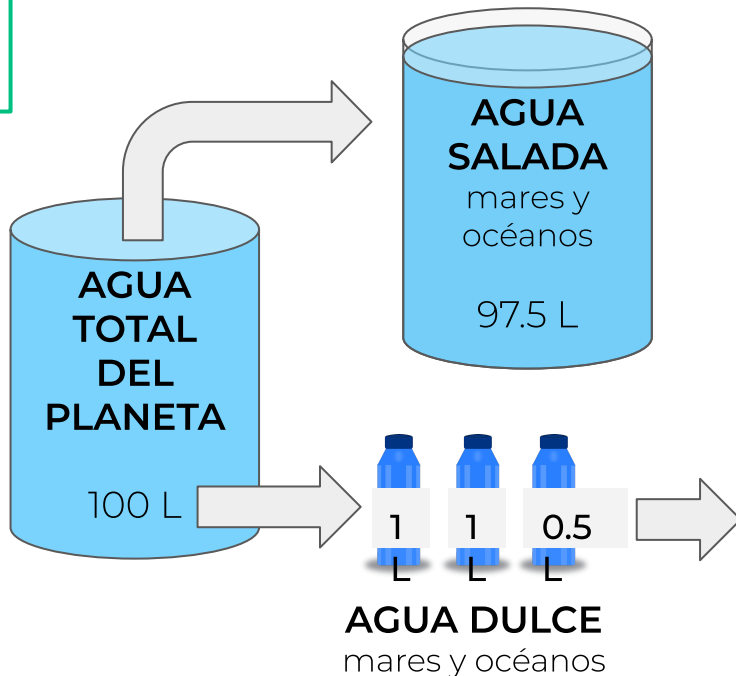 AGUA
SALADA
mares y
océanos
97.5 L
AGUA
TOTAL
DEL
PLANETA
100 L
1
L
1
L
0.5
L
AGUA DULCE
mares y océanos